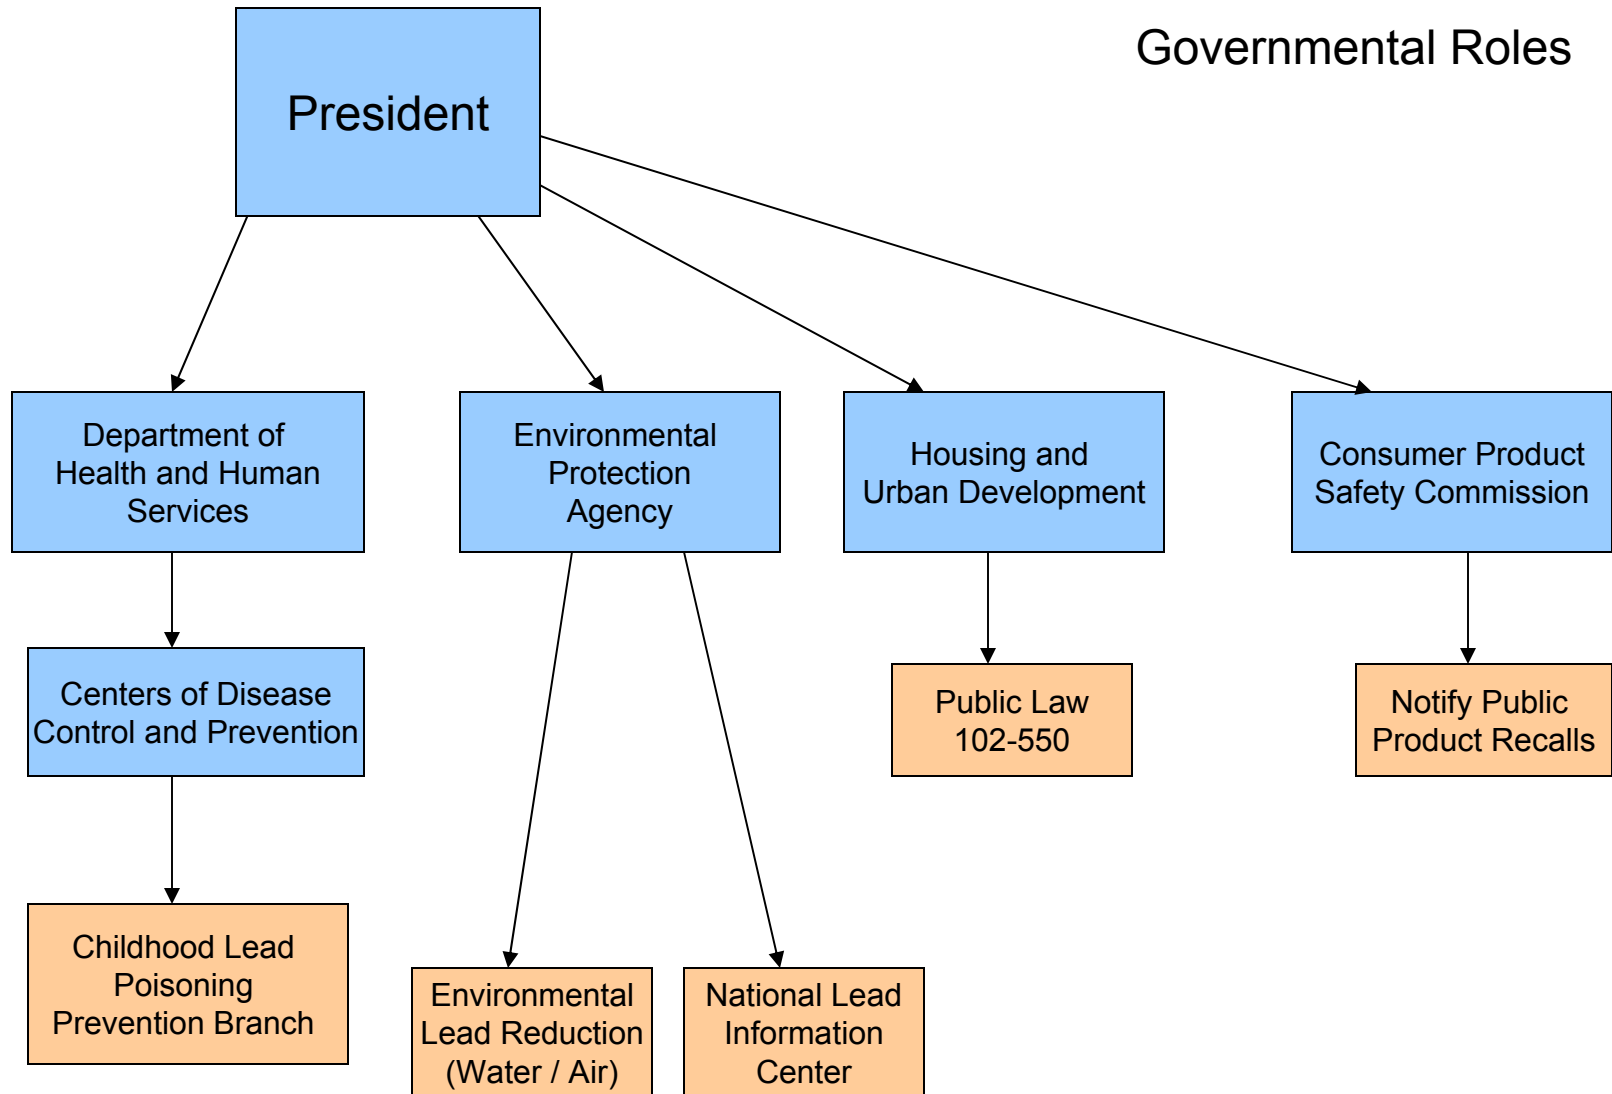 Governmental Roles
President
Department of
Health and Human
Services
Environmental
Protection
Agency
Housing and
Urban Development
Consumer Product
Safety Commission
Centers of Disease
Control and Prevention
Public Law
102-550
Notify Public
Product Recalls
Childhood Lead
Poisoning
Prevention Branch
Environmental
Lead Reduction
(Water / Air)
National Lead
Information
Center